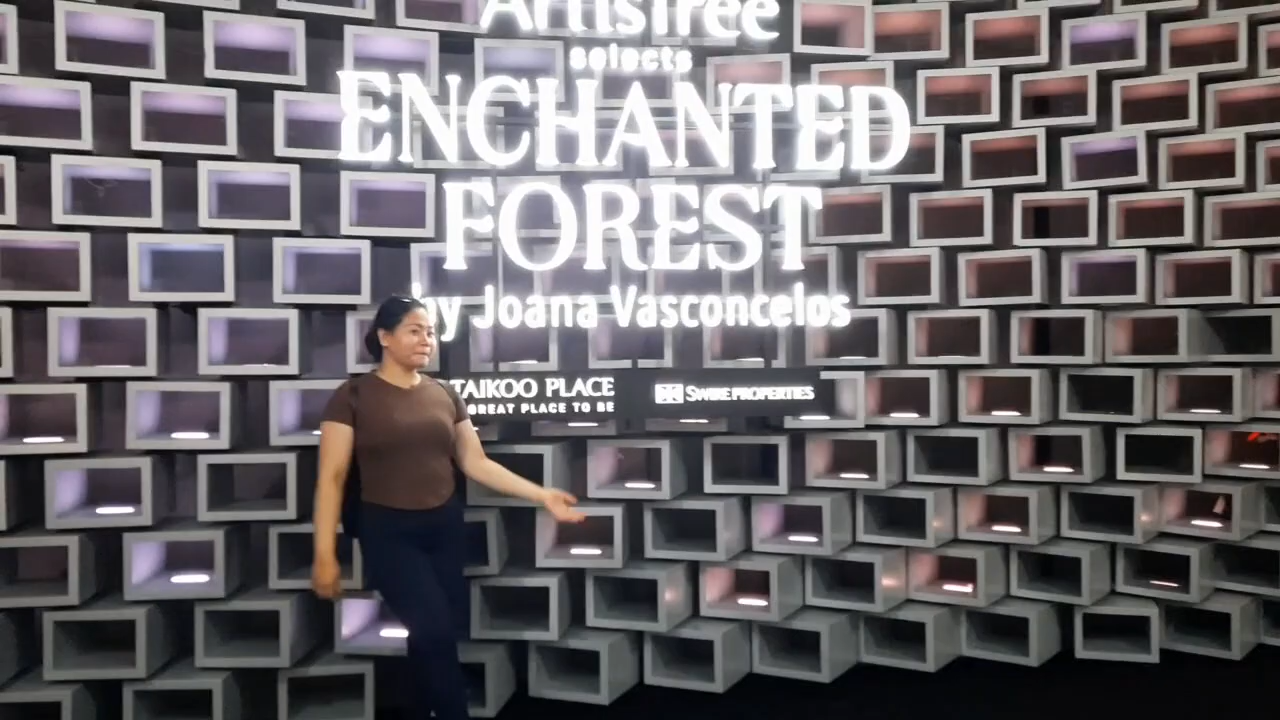 ArtisTree
selects
ENCHANTED
FOREST
by Joana Vasconcelos
TAIKOO PLACE
GREAT PLACE TO BE
SWIRE PROPERTIES